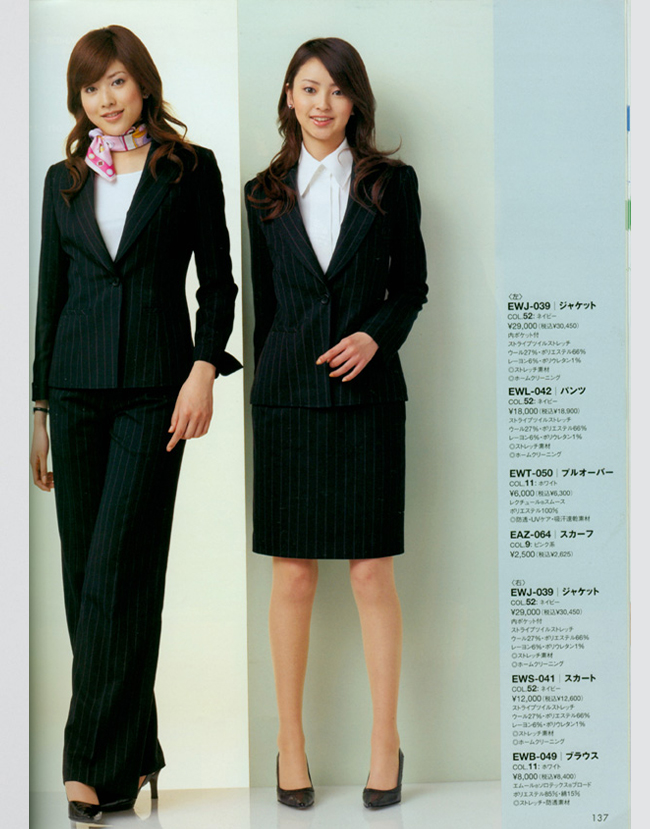 〈左〉
EWJ-039 | ジャケット
COL.52: ネイビー
¥29,000(税込¥30,450)
内ポケット付
ストライプツイルストレッチ
ウール27%・ポリエステル66%
レーヨン6%・ポリウレタン1%
○ストレッチ素材
○ホームクリーニング
EWL-042 | パンツ
COL.52: ネイビー
¥18,000(税込¥18,900)
ストライプツイルストレッチ
ウール27%・ポリエステル66%
レーヨン6%・ポリウレタン1%
○ストレッチ素材
○ホームクリーニング
EWT-050 | プルオーバー
COL.11: ホワイト
¥6,000(税込¥6,300)
レクチュール®スムース
ポリエステル100%
○防透・UVケア・吸汗速乾素材
EAZ-064 | スカーフ
COL.9: ピンク系
¥2,500(税込¥2,625)
〈右〉
EWJ-039 | ジャケット
COL.52: ネイビー
¥29,000(税込¥30,450)
内ポケット付
ストライプツイルストレッチ
ウール27%・ポリエステル66%
レーヨン6%・ポリウレタン1%
○ストレッチ素材
○ホームクリーニング
EWS-041 | スカート
COL.52: ネイビー
¥12,000(税込¥12,600)
ストライプツイルストレッチ
ウール27%・ポリエステル66%
レーヨン6%・ポリウレタン1%
○ストレッチ素材
○ホームクリーニング
EWB-049 | ブラウス
COL.11: ホワイト
¥8,000(税込¥8,400)
エムール®ソロテックス®ブロード
ポリエステル85%・綿15%
○ストレッチ・防透素材
137